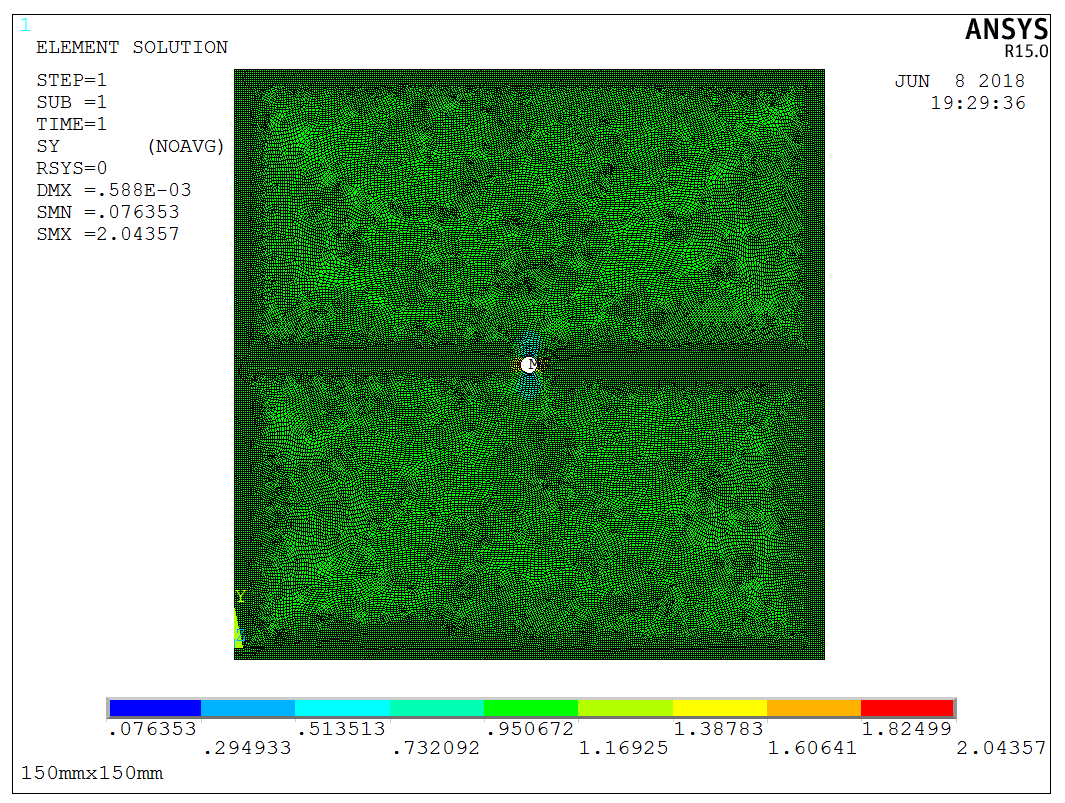 1
ANSYS
R15.0
ELEMENT SOLUTION
STEP=1
SUB =1
TIME=1
SY (NOAVG)
RSYS=0
DMX =.588E-03
SMN =.076353
SMX =2.04357
JUN 8 2018
19:29:36
Y
.076353 .513513 .950672 1.38783 1.82499
.294933 .732092 1.16925 1.60641 2.04357
150mmx150mm